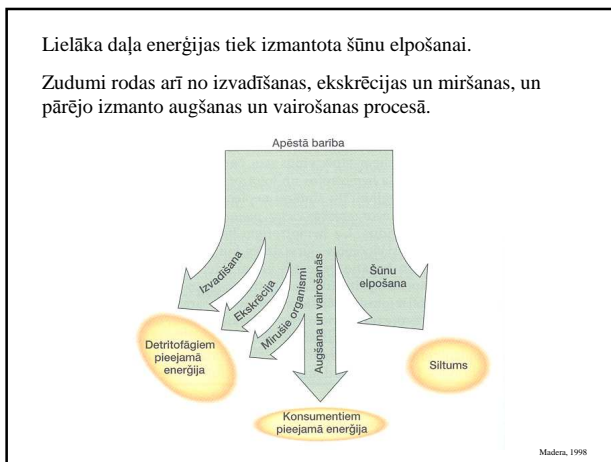 Lielāka daļa enerģijas tiek izmantota šūnu elpošanai.
Zudumi rodas arī no izvadīšanas, ekskrēcijas un miršanas, un
pārējo izmanto augšanas un vairošanas procesā.
Apēstā barība
Izvadīšana
Ekskrēcija
Mirušie organismi
Augšana un vairošanās
Šūnu
elpošana
Detritofāgiem
pieejamā
enerģija
Siltums
Konsumentiem
pieejamā enerģija
Madera, 1998